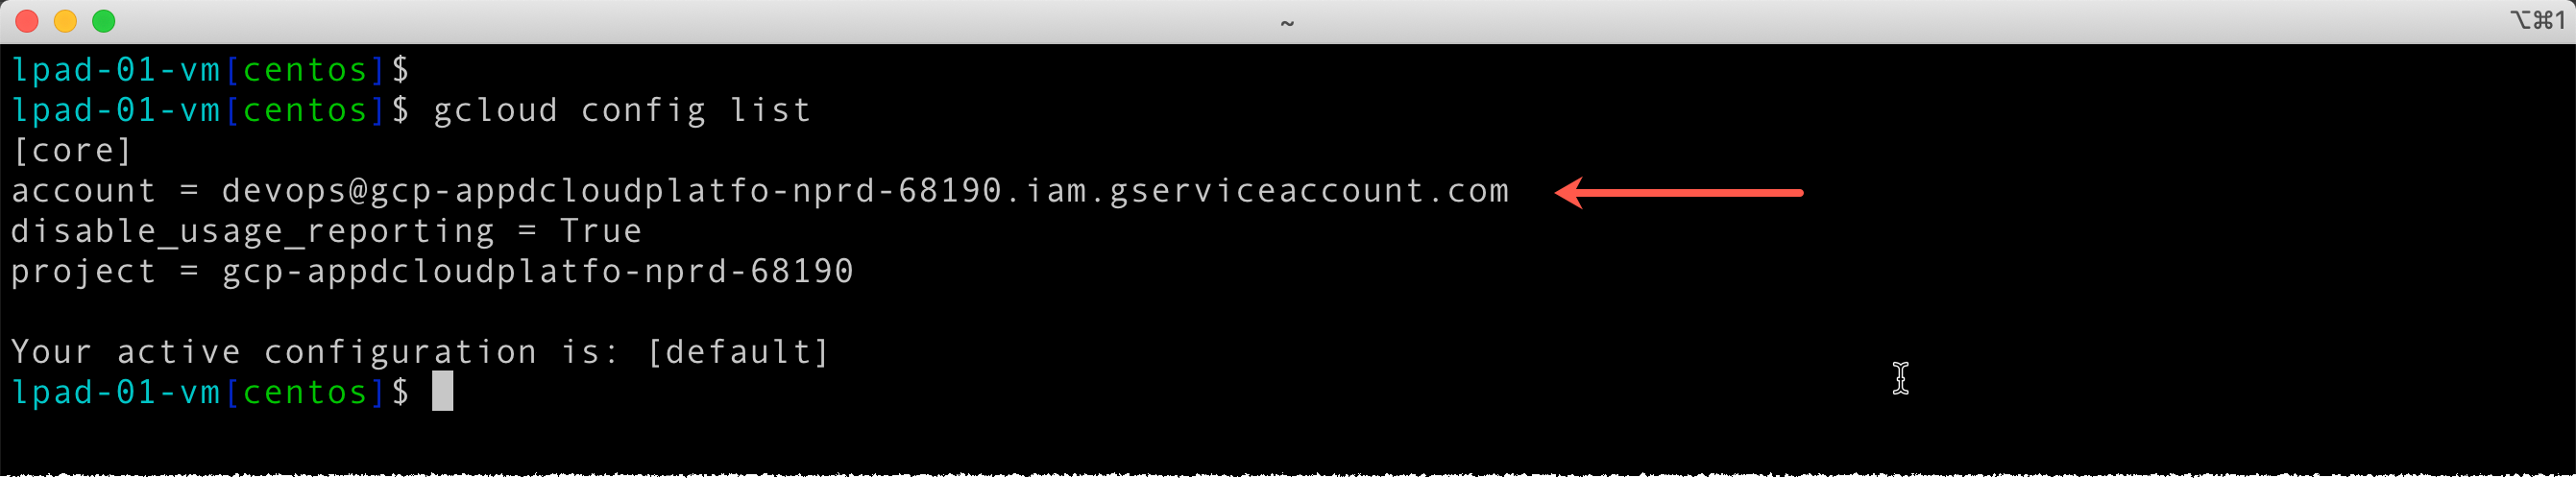 ~
⌥⌘1
lpad-01-vm[centos]$
lpad-01-vm[centos]$ gcloud config list
[core]
account = devops@gcp-appdcloudplatfo-nprd-68190.iam.gserviceaccount.com
disable_usage_reporting = True
project = gcp-appdcloudplatfo-nprd-68190
Your active configuration is: [default]
lpad-01-vm[centos]$